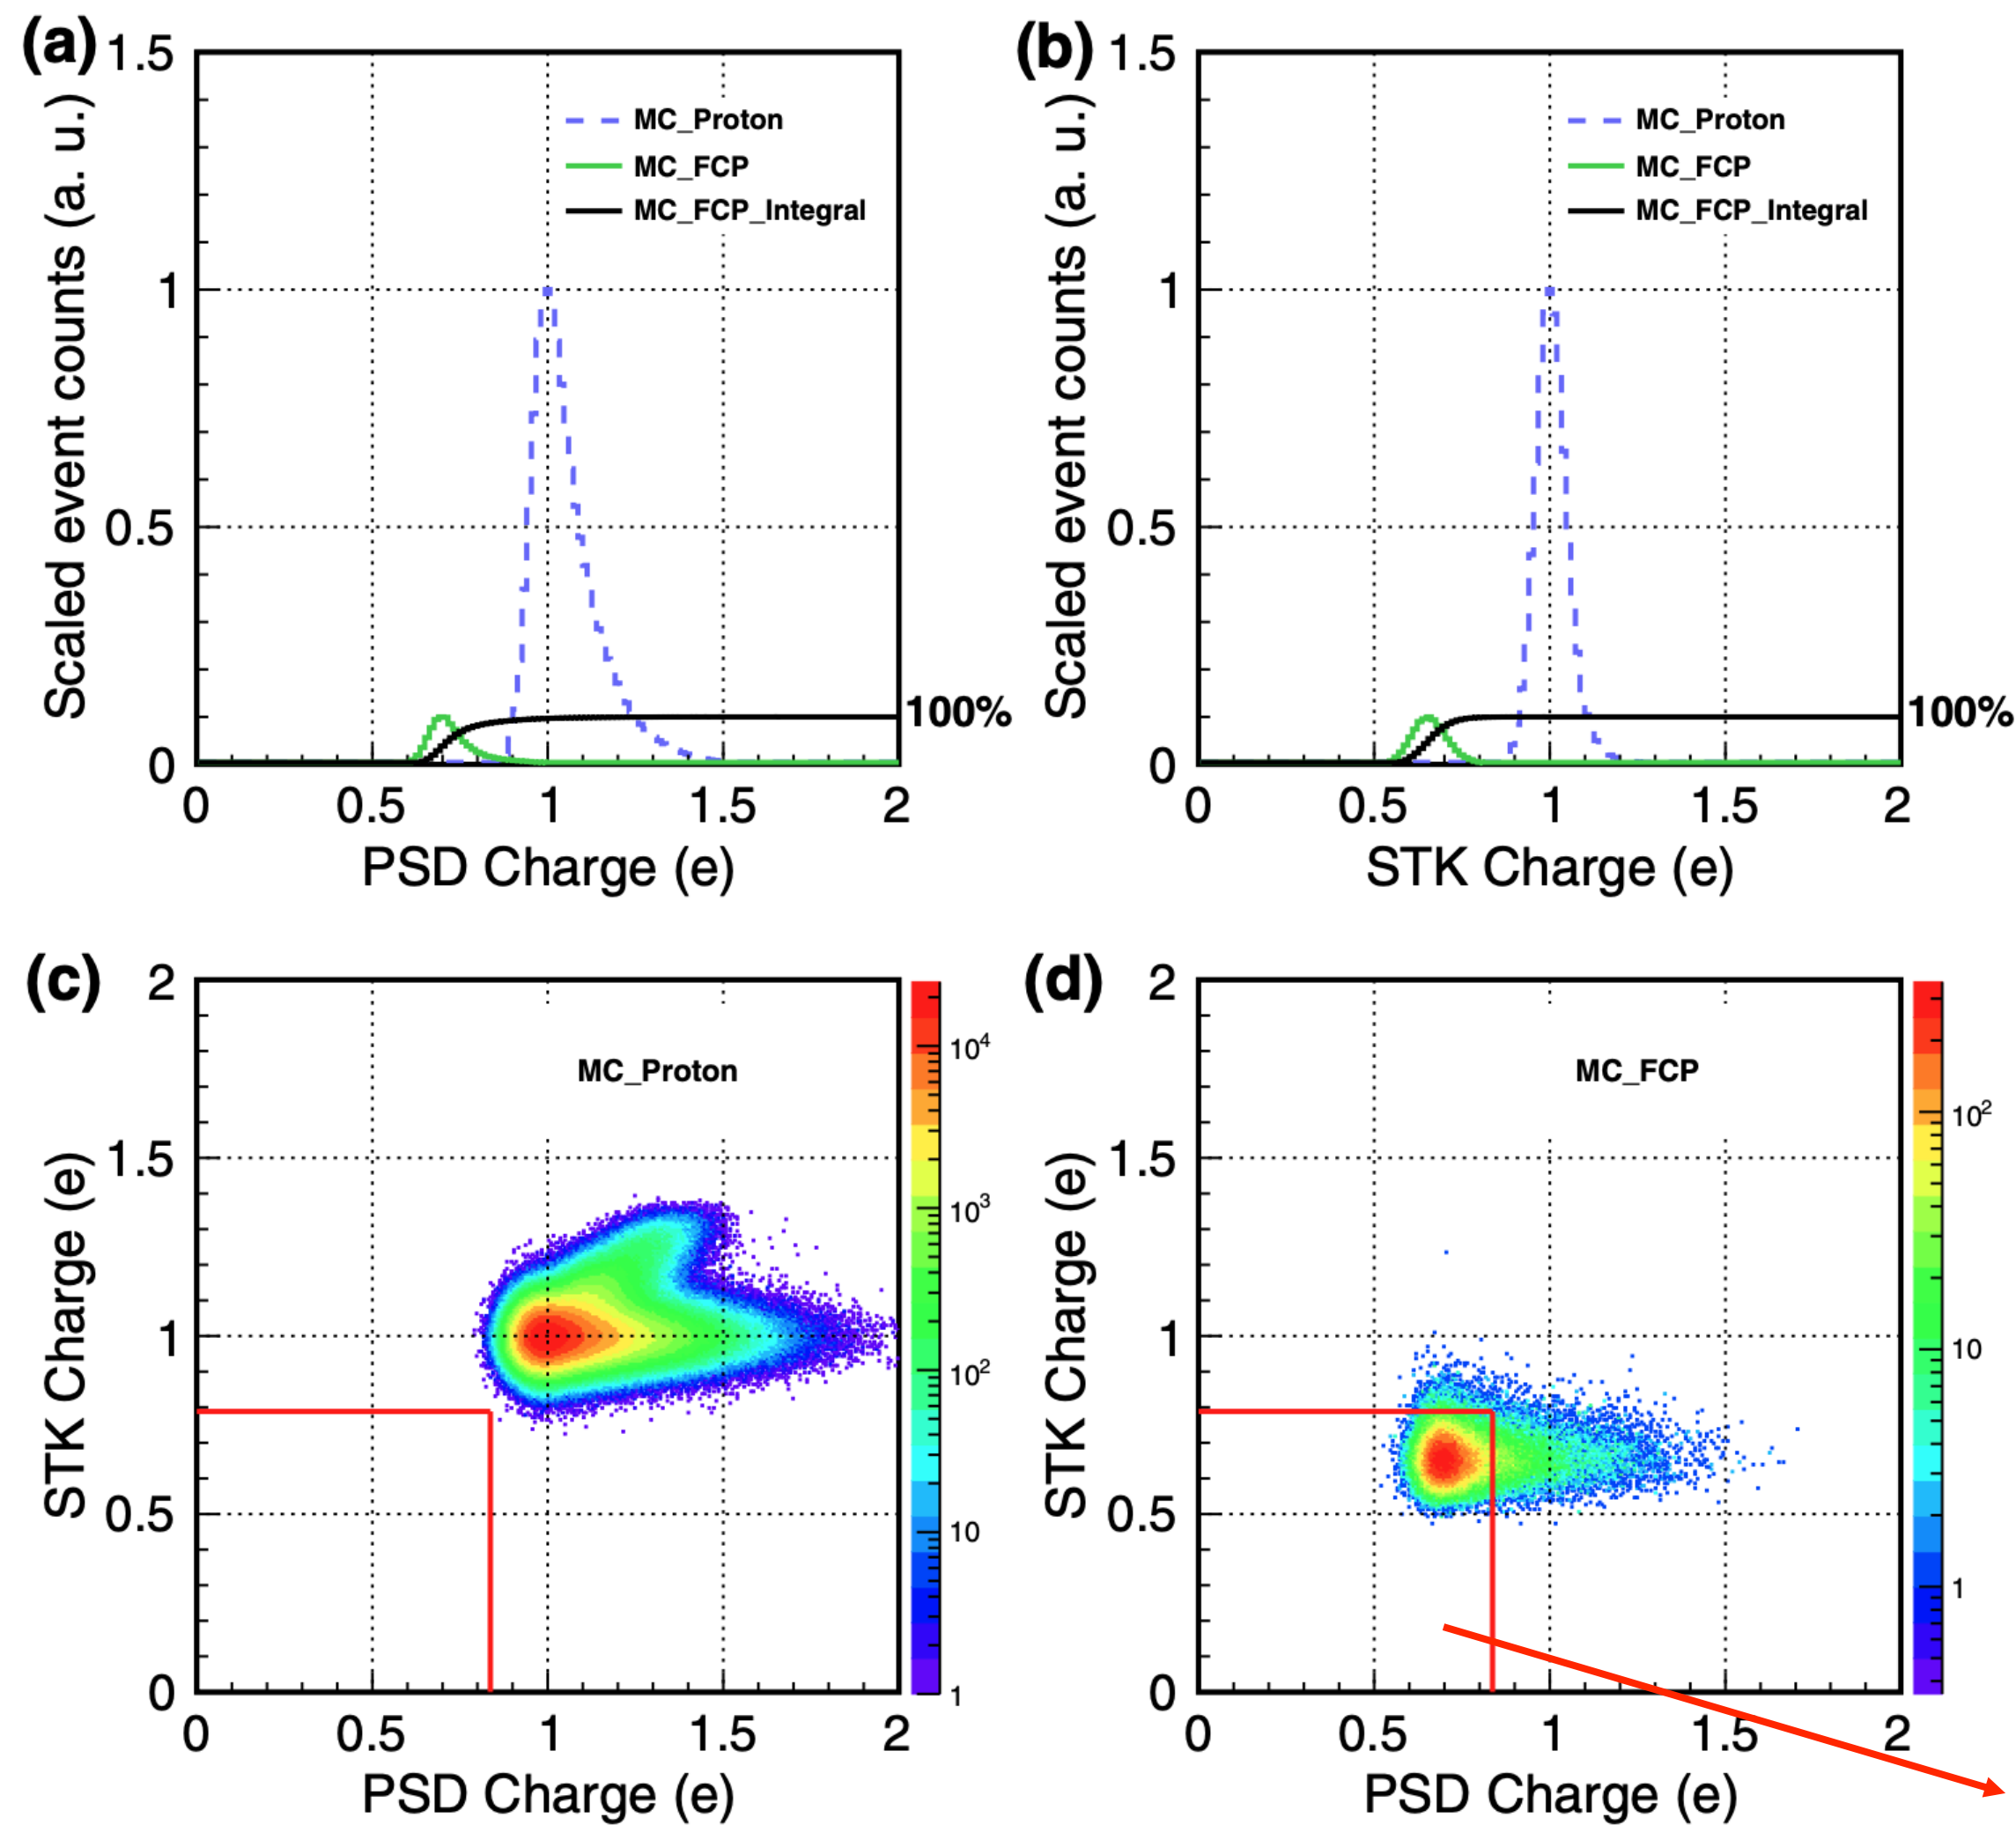 (a)
1.5
1
0.5
0
Scaled event counts (a. u.)
MC_Proton
MC_FCP
MC_FCP_Integral
100%
0 0.5 1 1.5 2
PSD Charge (e)
(b)
1.5
1
0.5
0
Scaled event counts (a. u.)
MC_Proton
MC_FCP
MC_FCP_Integral
100%
0 0.5 1 1.5 2
STK Charge (e)
(c)
2
1.5
1
0.5
0
STK Charge (e)
MC_Proton
10⁴
10³
10²
10
1
0 0.5 1 1.5 2
PSD Charge (e)
(d)
2
1.5
1
0.5
0
STK Charge (e)
MC_FCP
10²
10
1
0 0.5 1 1.5 2
PSD Charge (e)